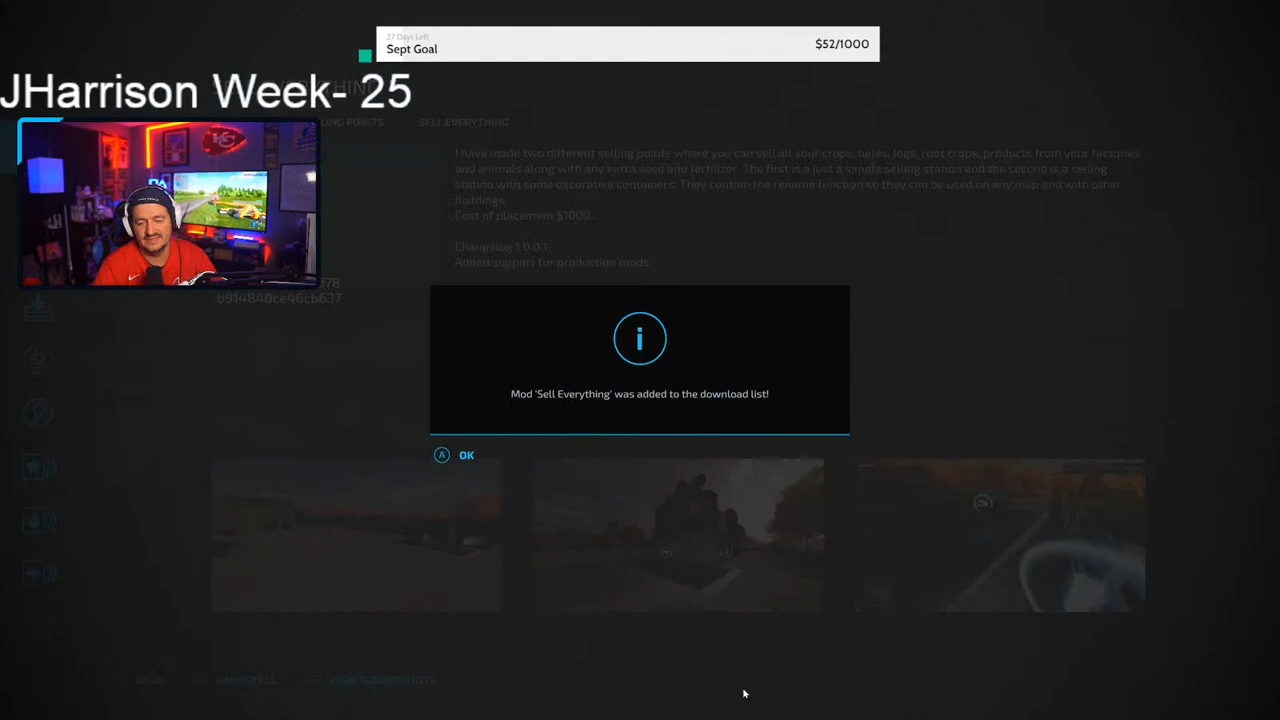 27 Days Left
Sept Goal
$52/1000
JHarrison Week- 25
SELL EVERYTHING
I have made two different selling points where you can sell all your crops, bales, logs, root crops, products from your factories
and animals along with any extra seed and fertilizer. The first is a just a simple selling station and the second is a selling
station with some decorative containers. They contain the rename function so they can be used on any map and with other
buildings.
Cost of placement $1000.
Changelog 1.0.0.1
Added support for production mods
b914840ce46cb637
i
Mod 'Sell Everything' was added to the download list!
A OK
BACK
UNINSTALL